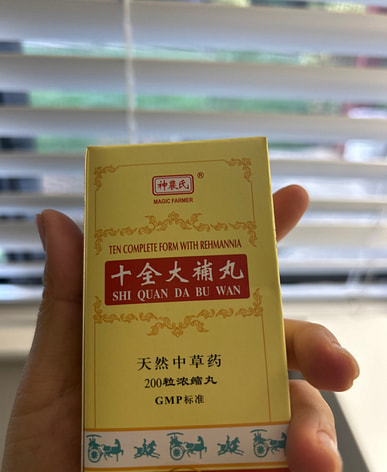 神農氏®
MAGIC FARMER
TEN COMPLETE FORM WITH REHMANNIA
十全大補丸
SHI QUAN DA BU WAN
天然中草药
200粒浓缩丸
GMP标准